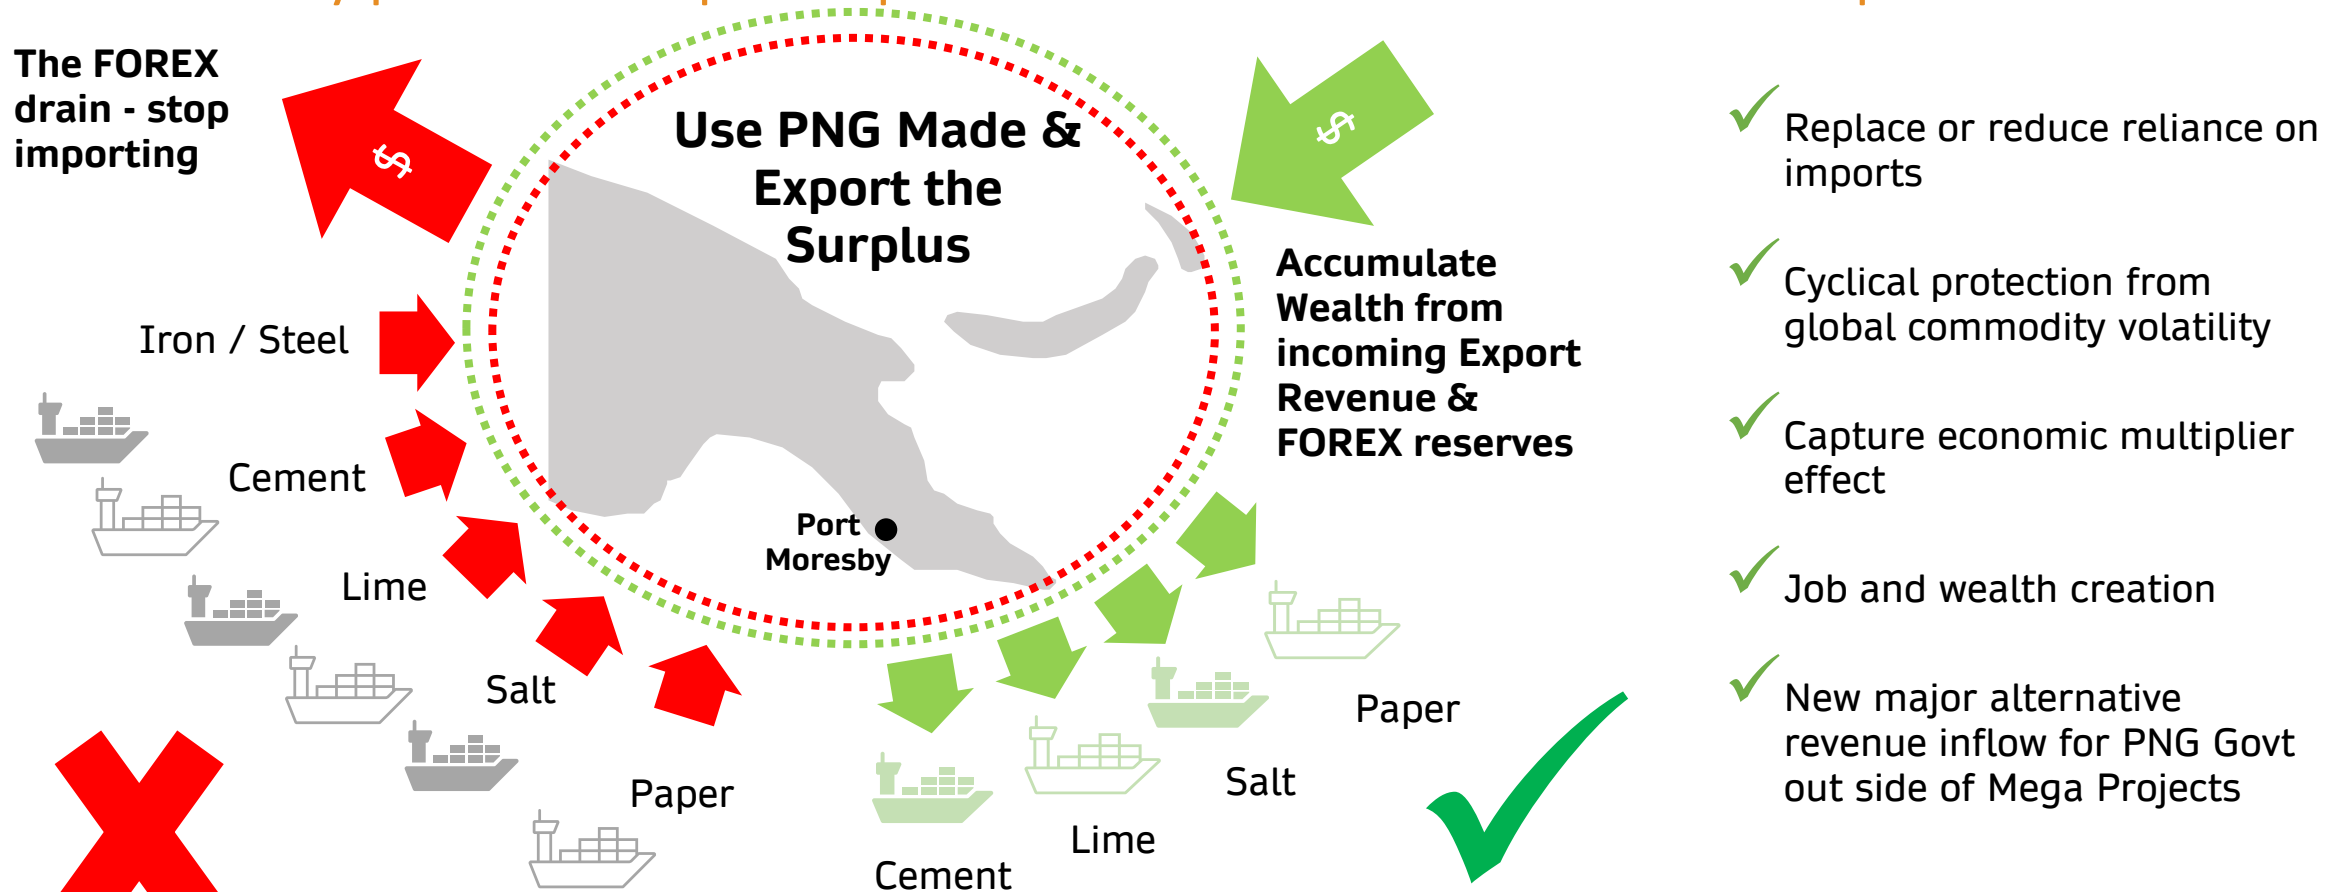 The FOREX
drain - stop
importing
$
Use PNG Made &
Export the
Surplus
$
Accumulate
Wealth from
incoming Export
Revenue &
FOREX reserves
Iron / Steel
Cement
Lime
Salt
Paper
Port
Moresby
Cement
Lime
Salt
Paper
Replace or reduce reliance on
imports
Cyclical protection from
global commodity volatility
Capture economic multiplier
effect
Job and wealth creation
New major alternative
revenue inflow for PNG Govt
out side of Mega Projects